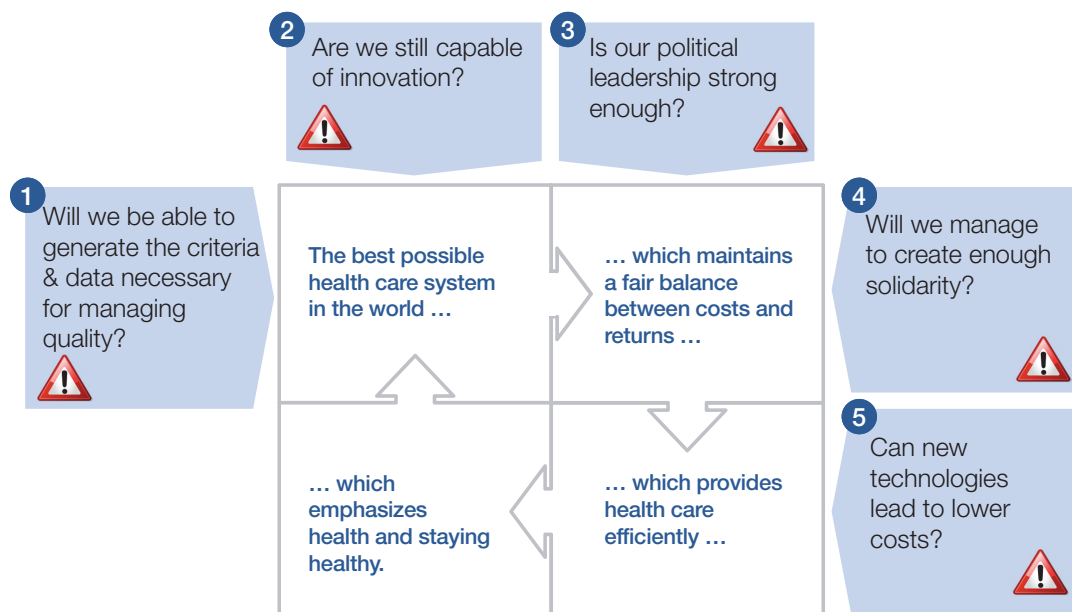 1
Will we be able to
generate the criteria
& data necessary
for managing
quality?
2
Are we still capable
of innovation?
3
Is our political
leadership strong
enough?
4
Will we manage
to create enough
solidarity?
5
Can new
technologies
lead to lower
costs?
The best possible
health care system
in the world …
… which maintains
a fair balance
between costs and
returns …
… which provides
health care
efficiently …
… which
emphasizes
health and staying
healthy.